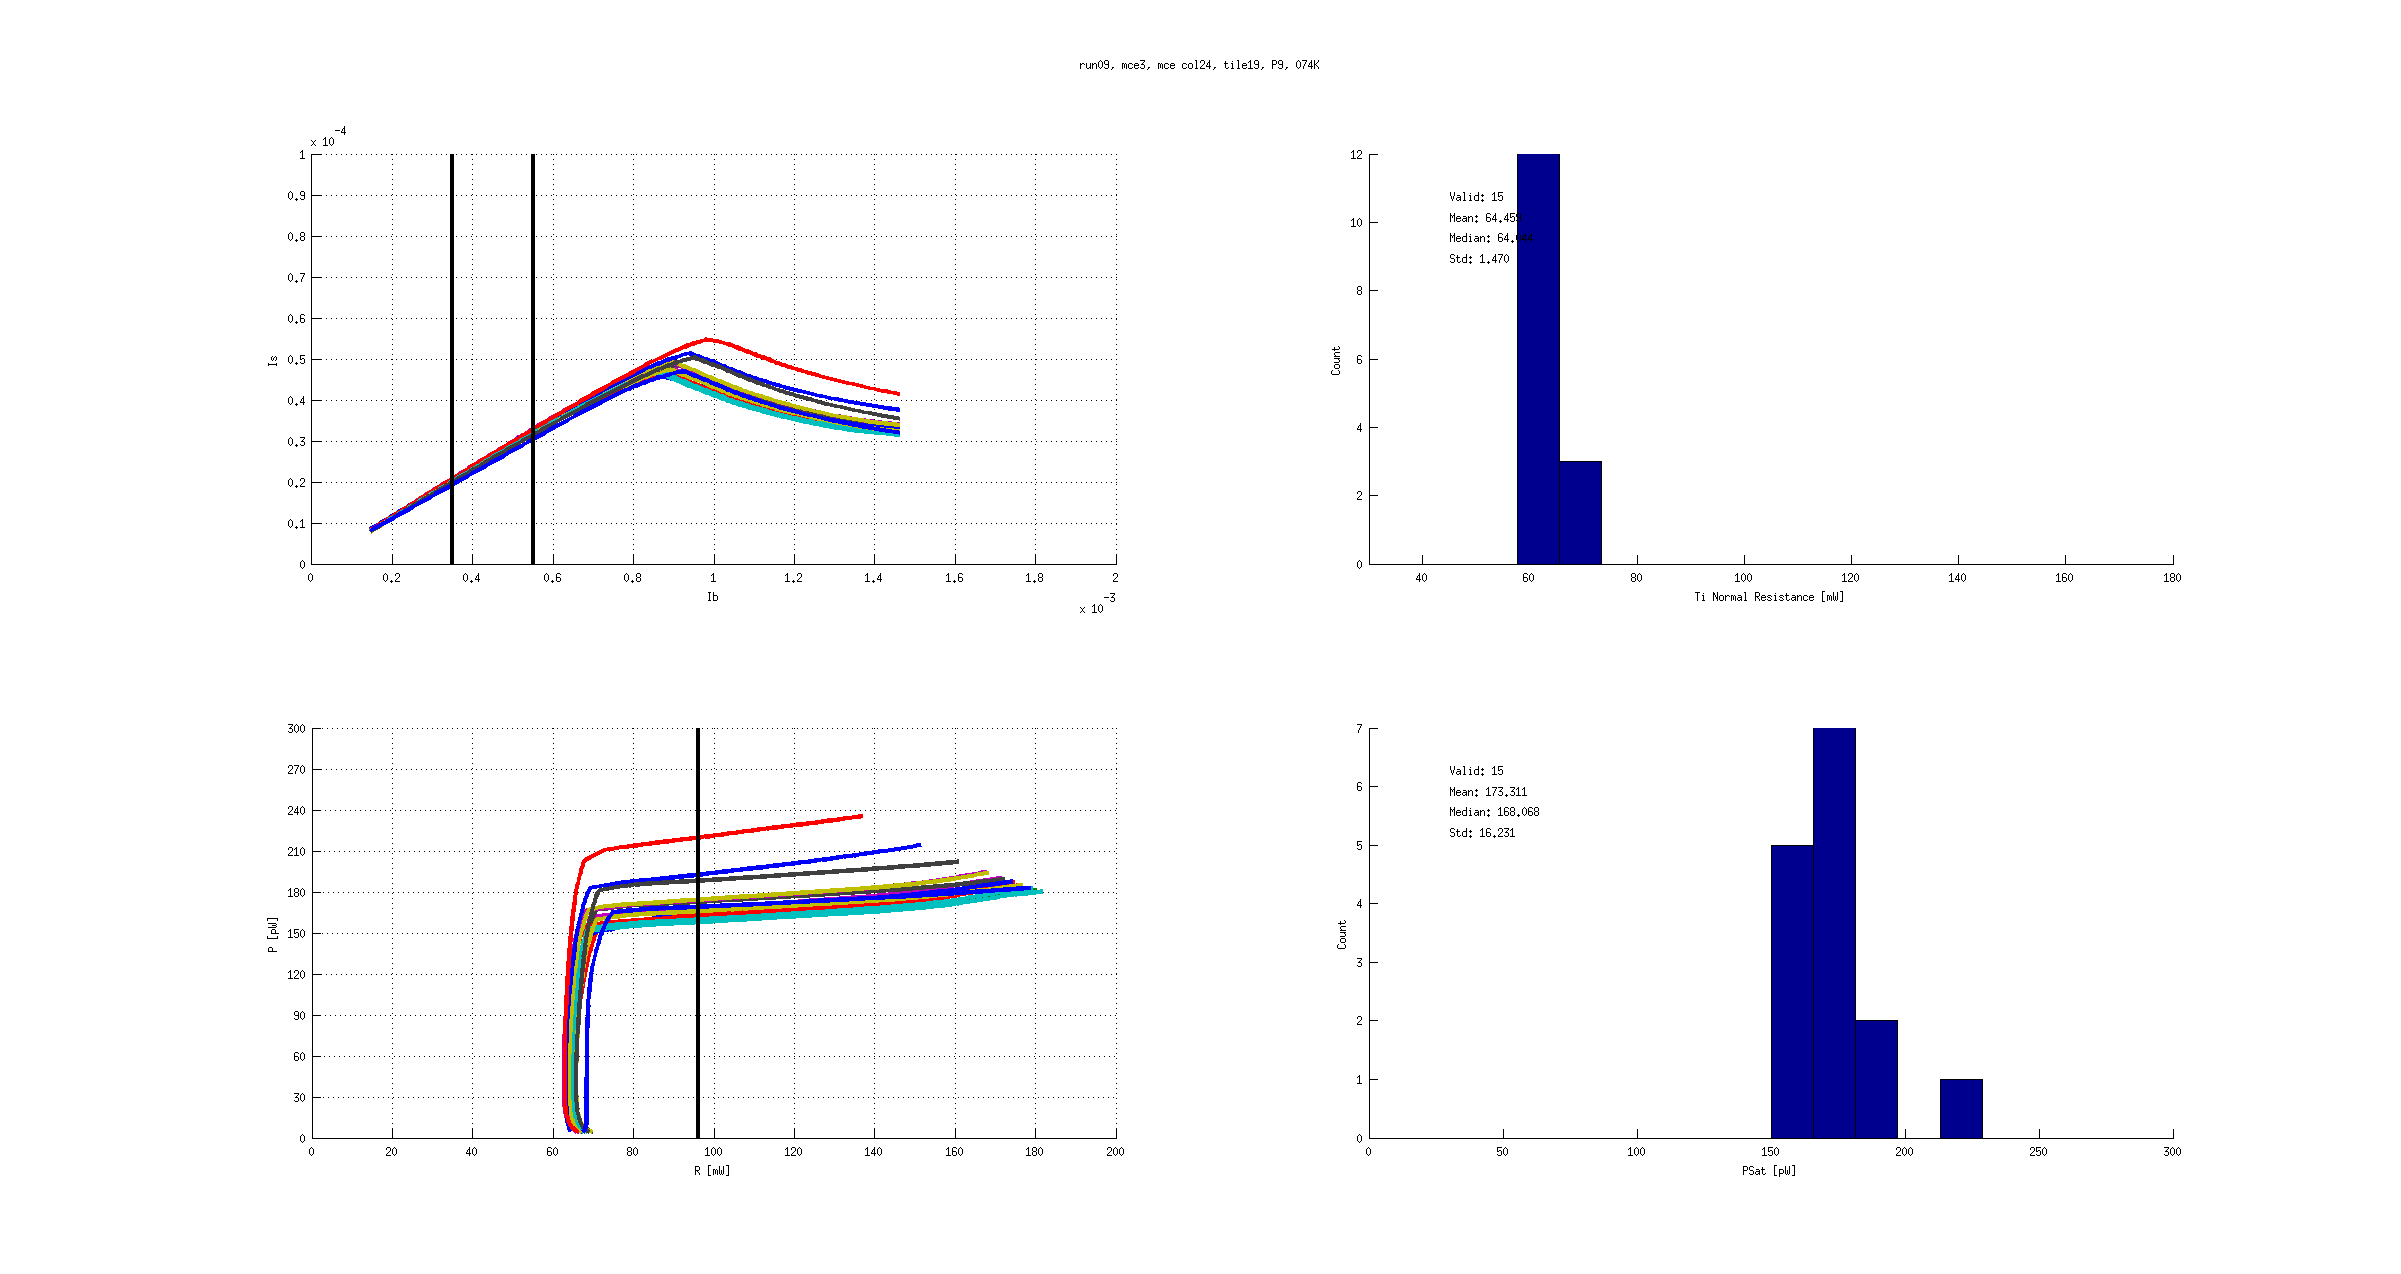 run09, mce3, mce col24, tile19, P9, 074K
x 10
-4
1
0.9
0.8
0.7
0.6
0.5
0.4
0.3
0.2
0.1
0
Is
0 0.2 0.4 0.6 0.8 1 1.2 1.4 1.6 1.8 2
Ib
x 10
-3
12
10
8
6
4
2
0
Count
Valid: 15
Mean: 64.459
Median: 64.
Std: 1.470
40 60 80 100 120 140 160 180
Ti Normal Resistance [mW]
300
270
240
210
180
150
120
90
60
30
0
P [pW]
0 20 40 60 80 100 120 140 160 180 200
R [mW]
7
6
5
4
3
2
1
0
Count
Valid: 15
Mean: 173.311
Median: 168.068
Std: 16.231
0 50 100 150 200 250 300
PSat [pW]